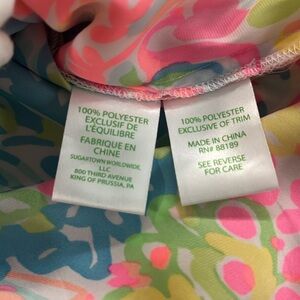 100% POLYESTER
EXCLUSIF DE
L'ÉQUILIBRE
FABRIQUE EN
CHINE
SUGARTOWN WORLDWIDE,
LLC
800 THIRD AVENUE
KING OF PRUSSIA, PA
100% POLYESTER
EXCLUSIVE OF TRIM
MADE IN CHINA
RN# 88189
SEE REVERSE
FOR CARE